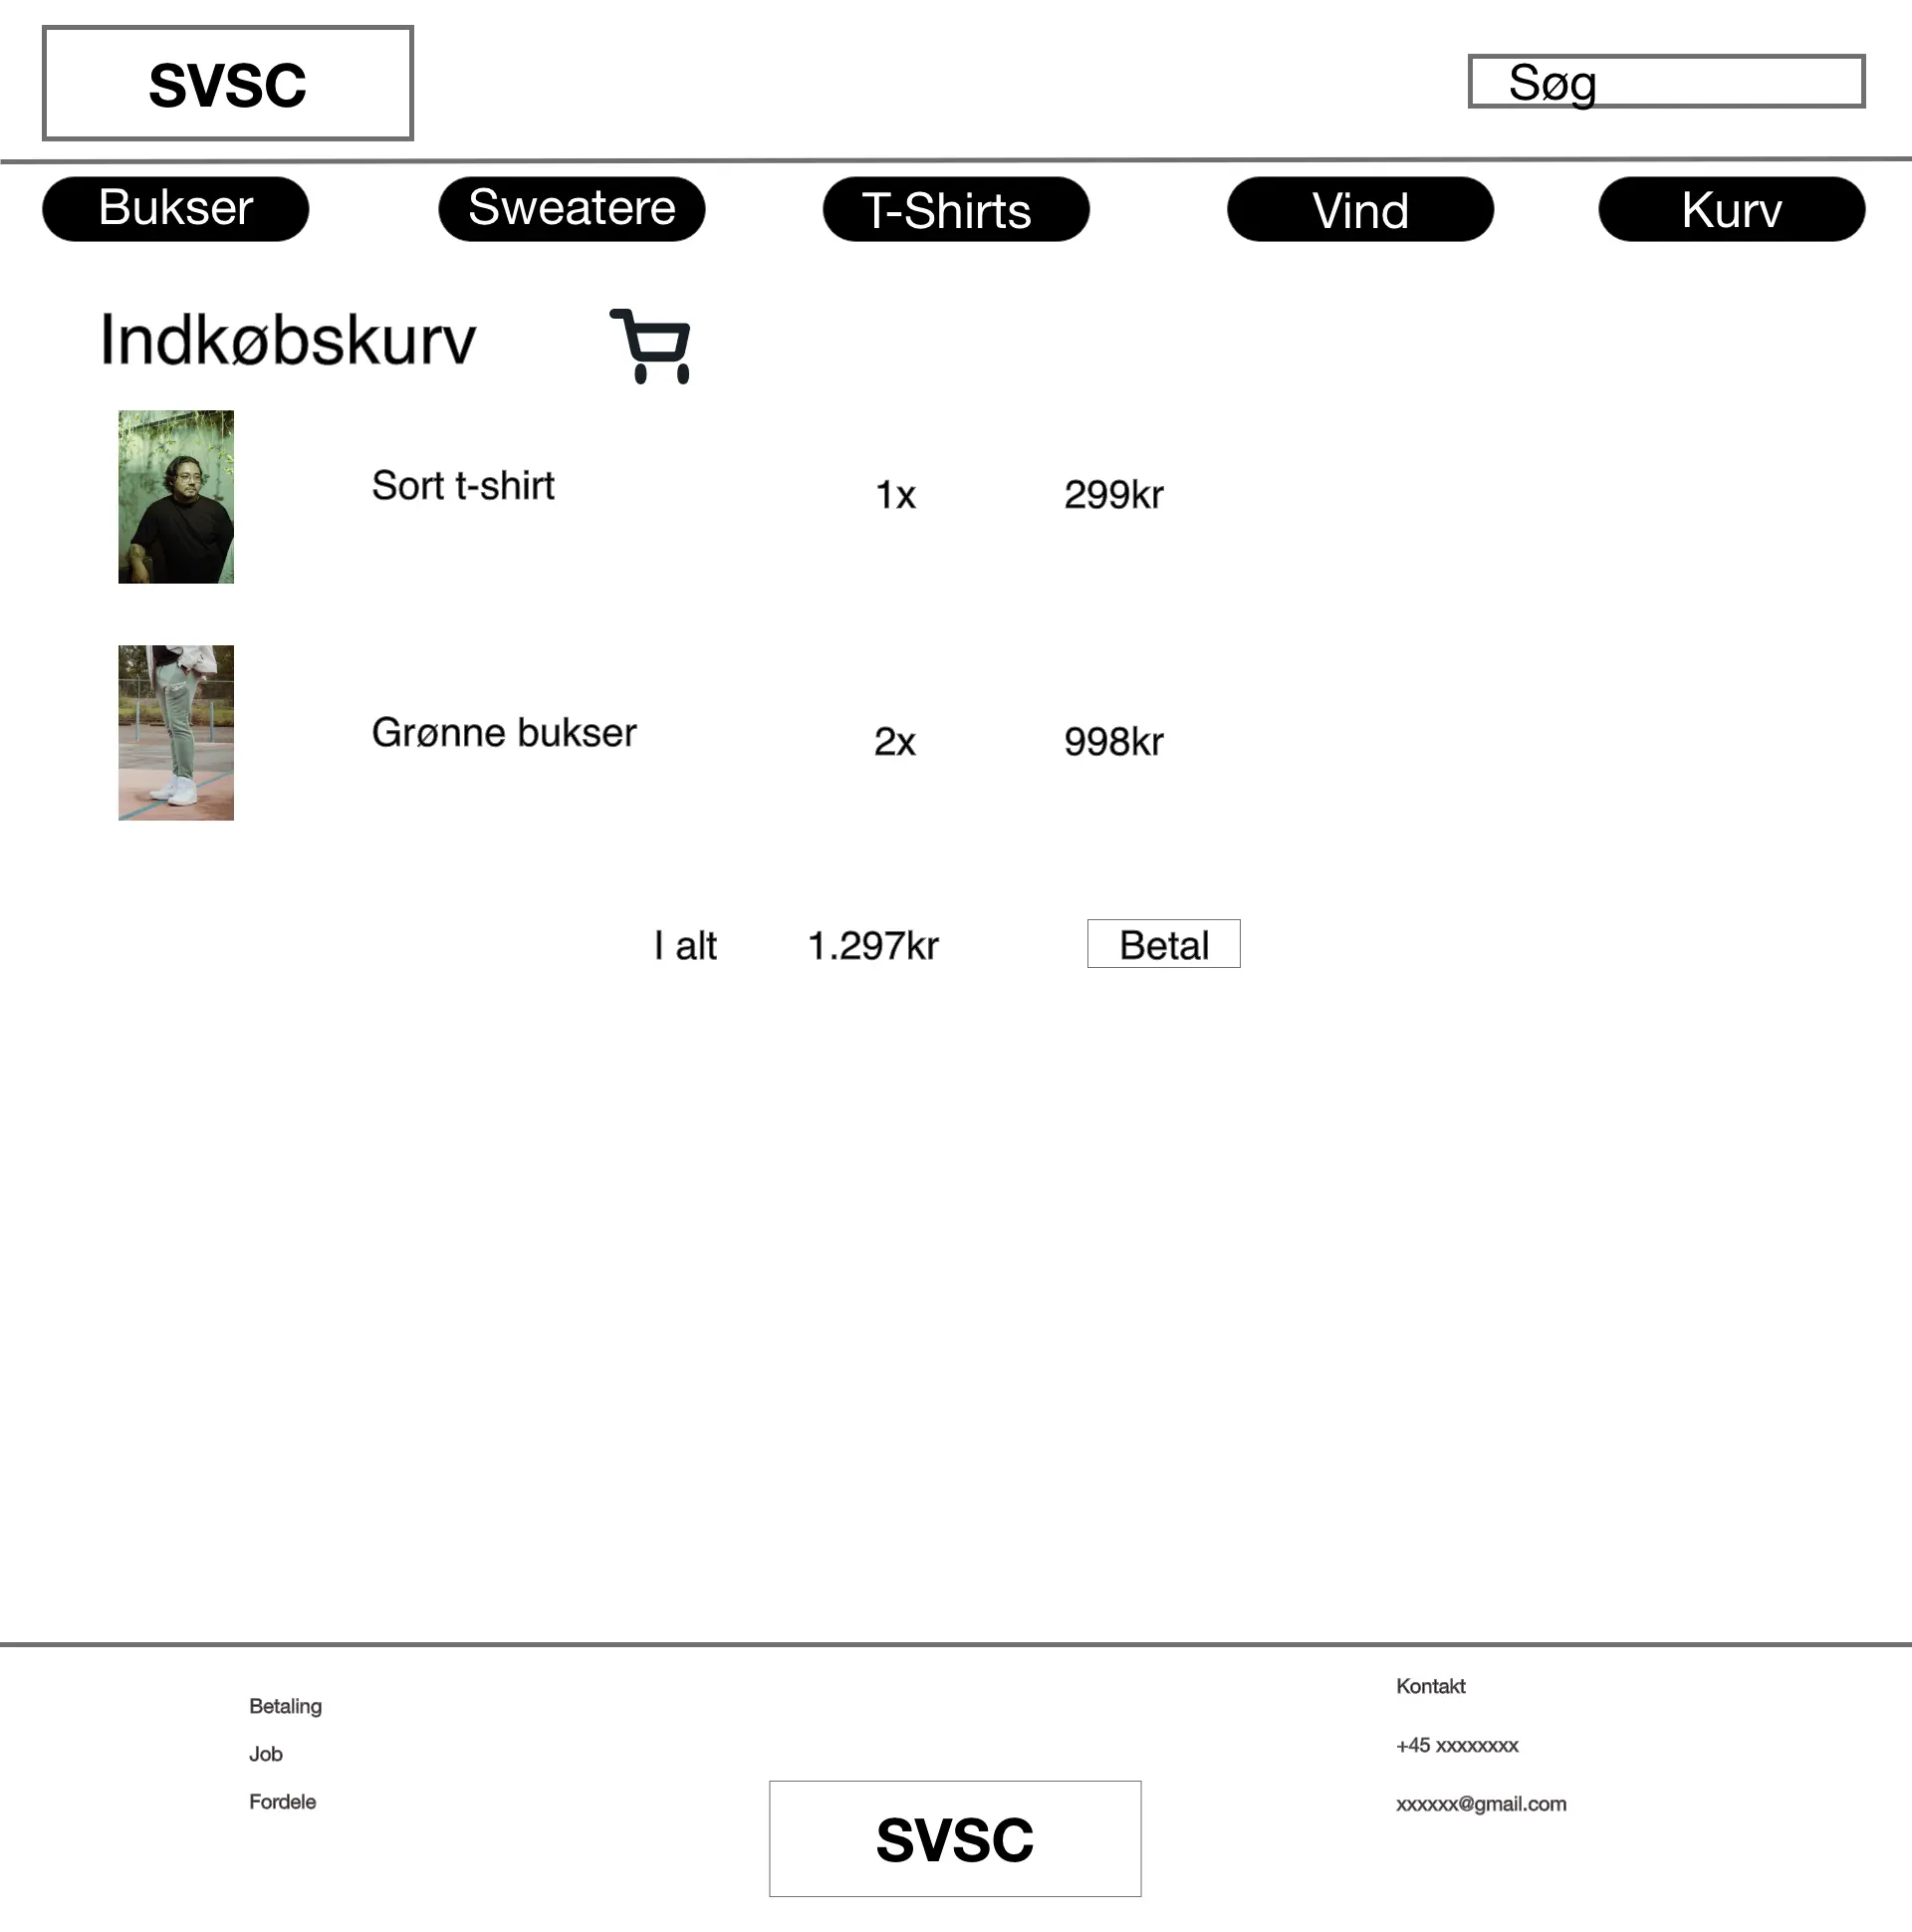 SVSC
Søg
Bukser
Sweatere
T-Shirts
Vind
Kurv
Indkøbskurv
Sort t-shirt 1x 299kr
Grønne bukser 2x 998kr
I alt 1.297kr Betal
Betaling
Job
Fordele
SVSC
Kontakt
+45 xxxxxxxx
xxxxxx@gmail.com